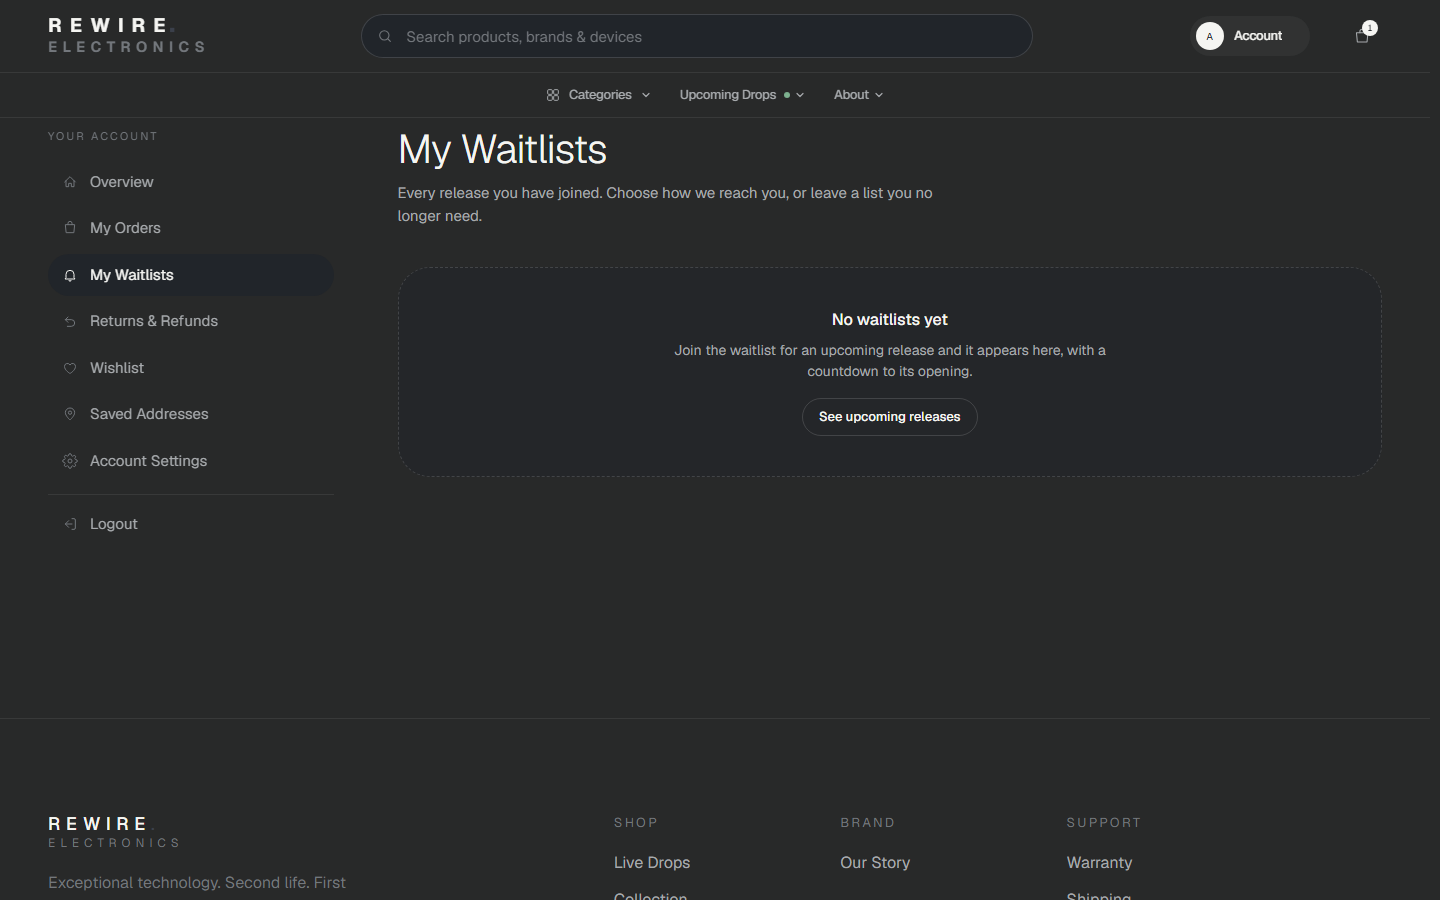 REWIRE.
ELECTRONICS
Search products, brands & devices
A
Account
1
Categories
Upcoming Drops
About
YOUR ACCOUNT
Overview
My Orders
My Waitlists
Returns & Refunds
Wishlist
Saved Addresses
Account Settings
Logout
My Waitlists
Every release you have joined. Choose how we reach you, or leave a list you no
longer need.
No waitlists yet
Join the waitlist for an upcoming release and it appears here, with a
countdown to its opening.
See upcoming releases
REWIRE.
ELECTRONICS
Exceptional technology. Second life. First
SHOP
Live Drops
Collection
BRAND
Our Story
SUPPORT
Warranty
Shipping